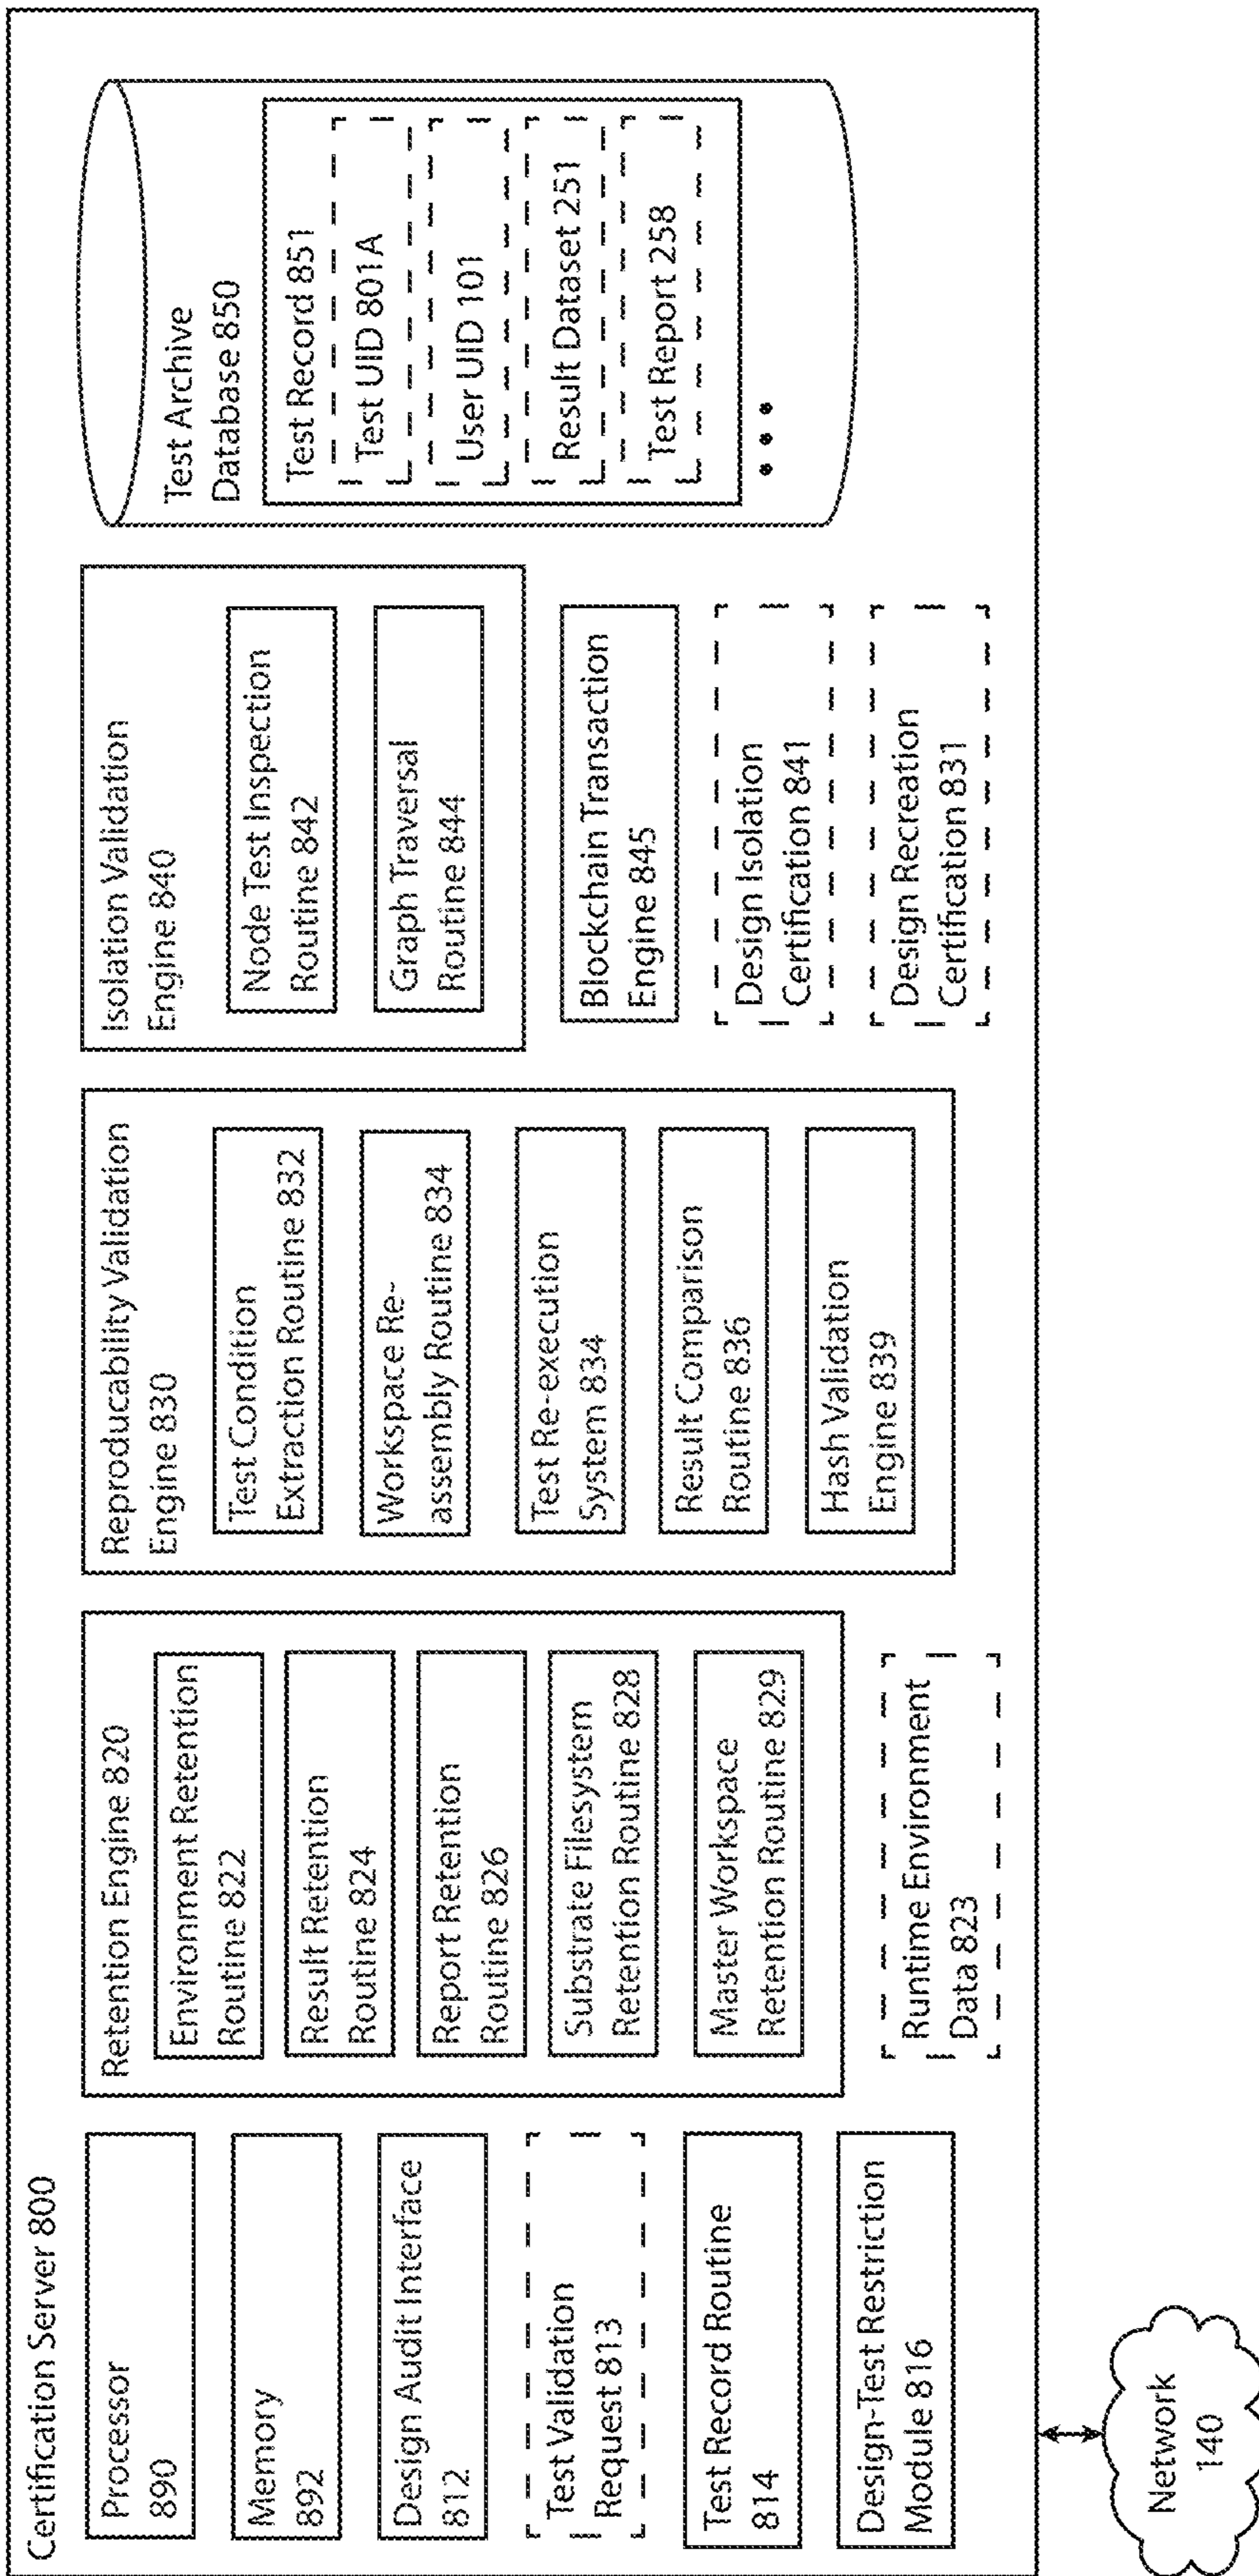 Certification Server 800
Processor
890
Memory
892
Design Audit Interface
812
Test Validation
Request 813
Test Record Routine
814
Design-Test Restriction
Module 816
Retention Engine 820
Environment Retention
Routine 822
Result Retention
Routine 824
Report Retention
Routine 826
Substrate Filesystem
Retention Routine 828
Master Workspace
Retention Routine 829
Runtime Environment
Data 823
Reproducability Validation
Engine 830
Test Condition
Extraction Routine 832
Workspace Re-
assembly Routine 834
Test Re-execution
System 834
Result Comparison
Routine 836
Hash Validation
Engine 839
Isolation Validation
Engine 840
Node Test Inspection
Routine 842
Graph Traversal
Routine 844
Blockchain Transaction
Engine 845
Design Isolation
Certification 841
Design Recreation
Certification 831
Test Archive
Database 850
Test Record 851
Test UID 801A
User UID 101
Result Dataset 251
Test Report 258
Network
140